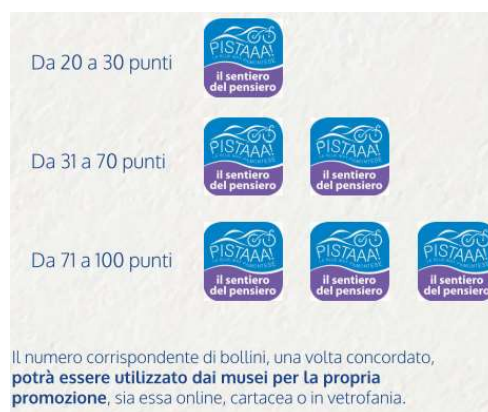 PISTAAA!
il sentiero
del pensiero
Da 20 a 30 punti
PISTAAA! PISTAAA!
il sentiero il sentiero
del pensiero del pensiero
Da 31 a 70 punti
PISTAAA! PISTAAA! PISTAAA!
il sentiero il sentiero il sentiero
del pensiero del pensiero del pensiero
Da 71 a 100 punti
Il numero corrispondente di bollini, una volta concordato,
potrà essere utilizzato dai musei per la propria
promozione, sia essa online, cartacea o in vetrofania.